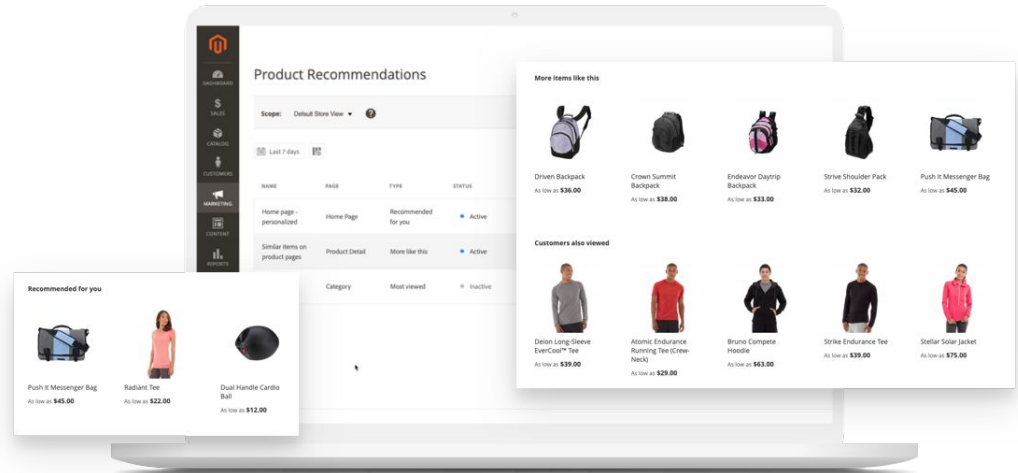 DASHBOARD
SALES
CATALOG
CUSTOMERS
MARKETING
CONTENT
REPORTS
Product Recommendations
Scope: Default Store View ?
Last 7 days
NAME PAGE TYPE STATUS
Home page - Home Page Recommended Active
personalized for you
Similar items on Product Detail More like this Active
product pages
Category Most viewed Inactive
More items like this
Driven Backpack
As low as $36.00
Crown Summit
Backpack
As low as $38.00
Endeavor Daytrip
Backpack
As low as $33.00
Strive Shoulder Pack
As low as $32.00
Push It Messenger Bag
As low as $45.00
Customers also viewed
Deion Long-Sleeve
EverCool™ Tee
As low as $39.00
Atomic Endurance
Running Tee (Crew-
Neck)
As low as $29.00
Bruno Compete
Hoodie
As low as $63.00
Strike Endurance Tee
As low as $39.00
Stellar Solar Jacket
As low as $75.00
Recommended for you
Push It Messenger Bag
As low as $45.00
Radiant Tee
As low as $22.00
Dual Handle Cardio
Ball
As low as $12.00